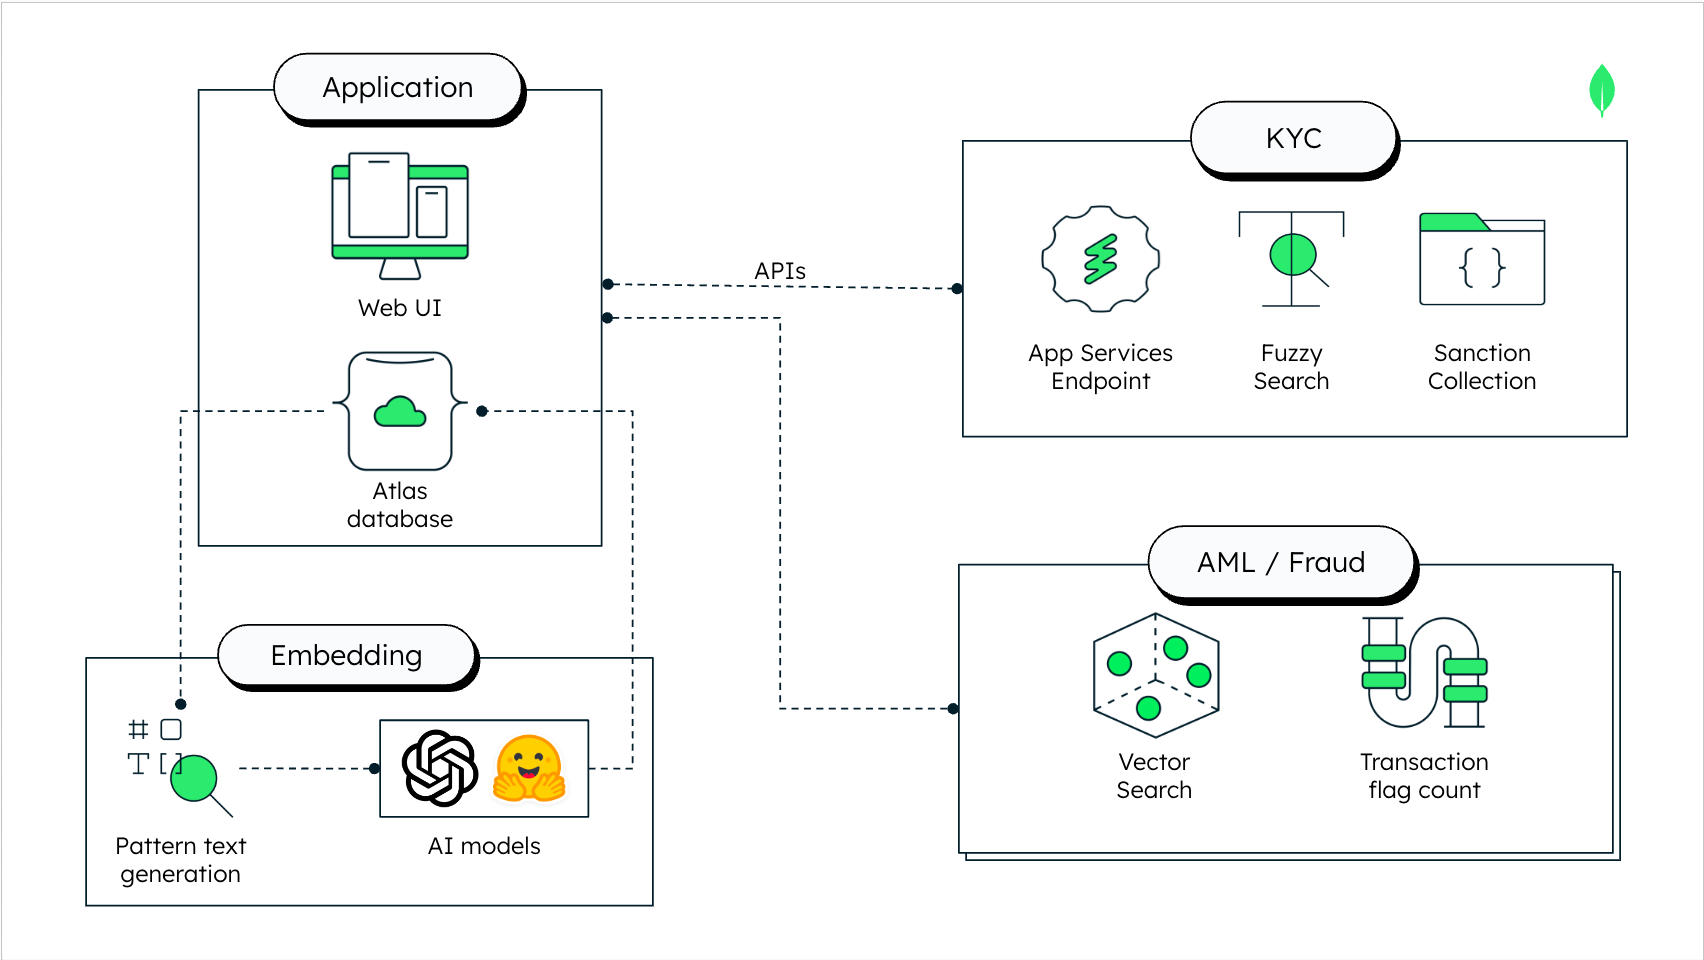 Application
Web UI
Atlas
database
APIs
KYC
App Services
Endpoint
Fuzzy
Search
Sanction
Collection
{ }
Embedding
#
T [ ]
Pattern text
generation
AI models
AML / Fraud
Vector
Search
Transaction
flag count